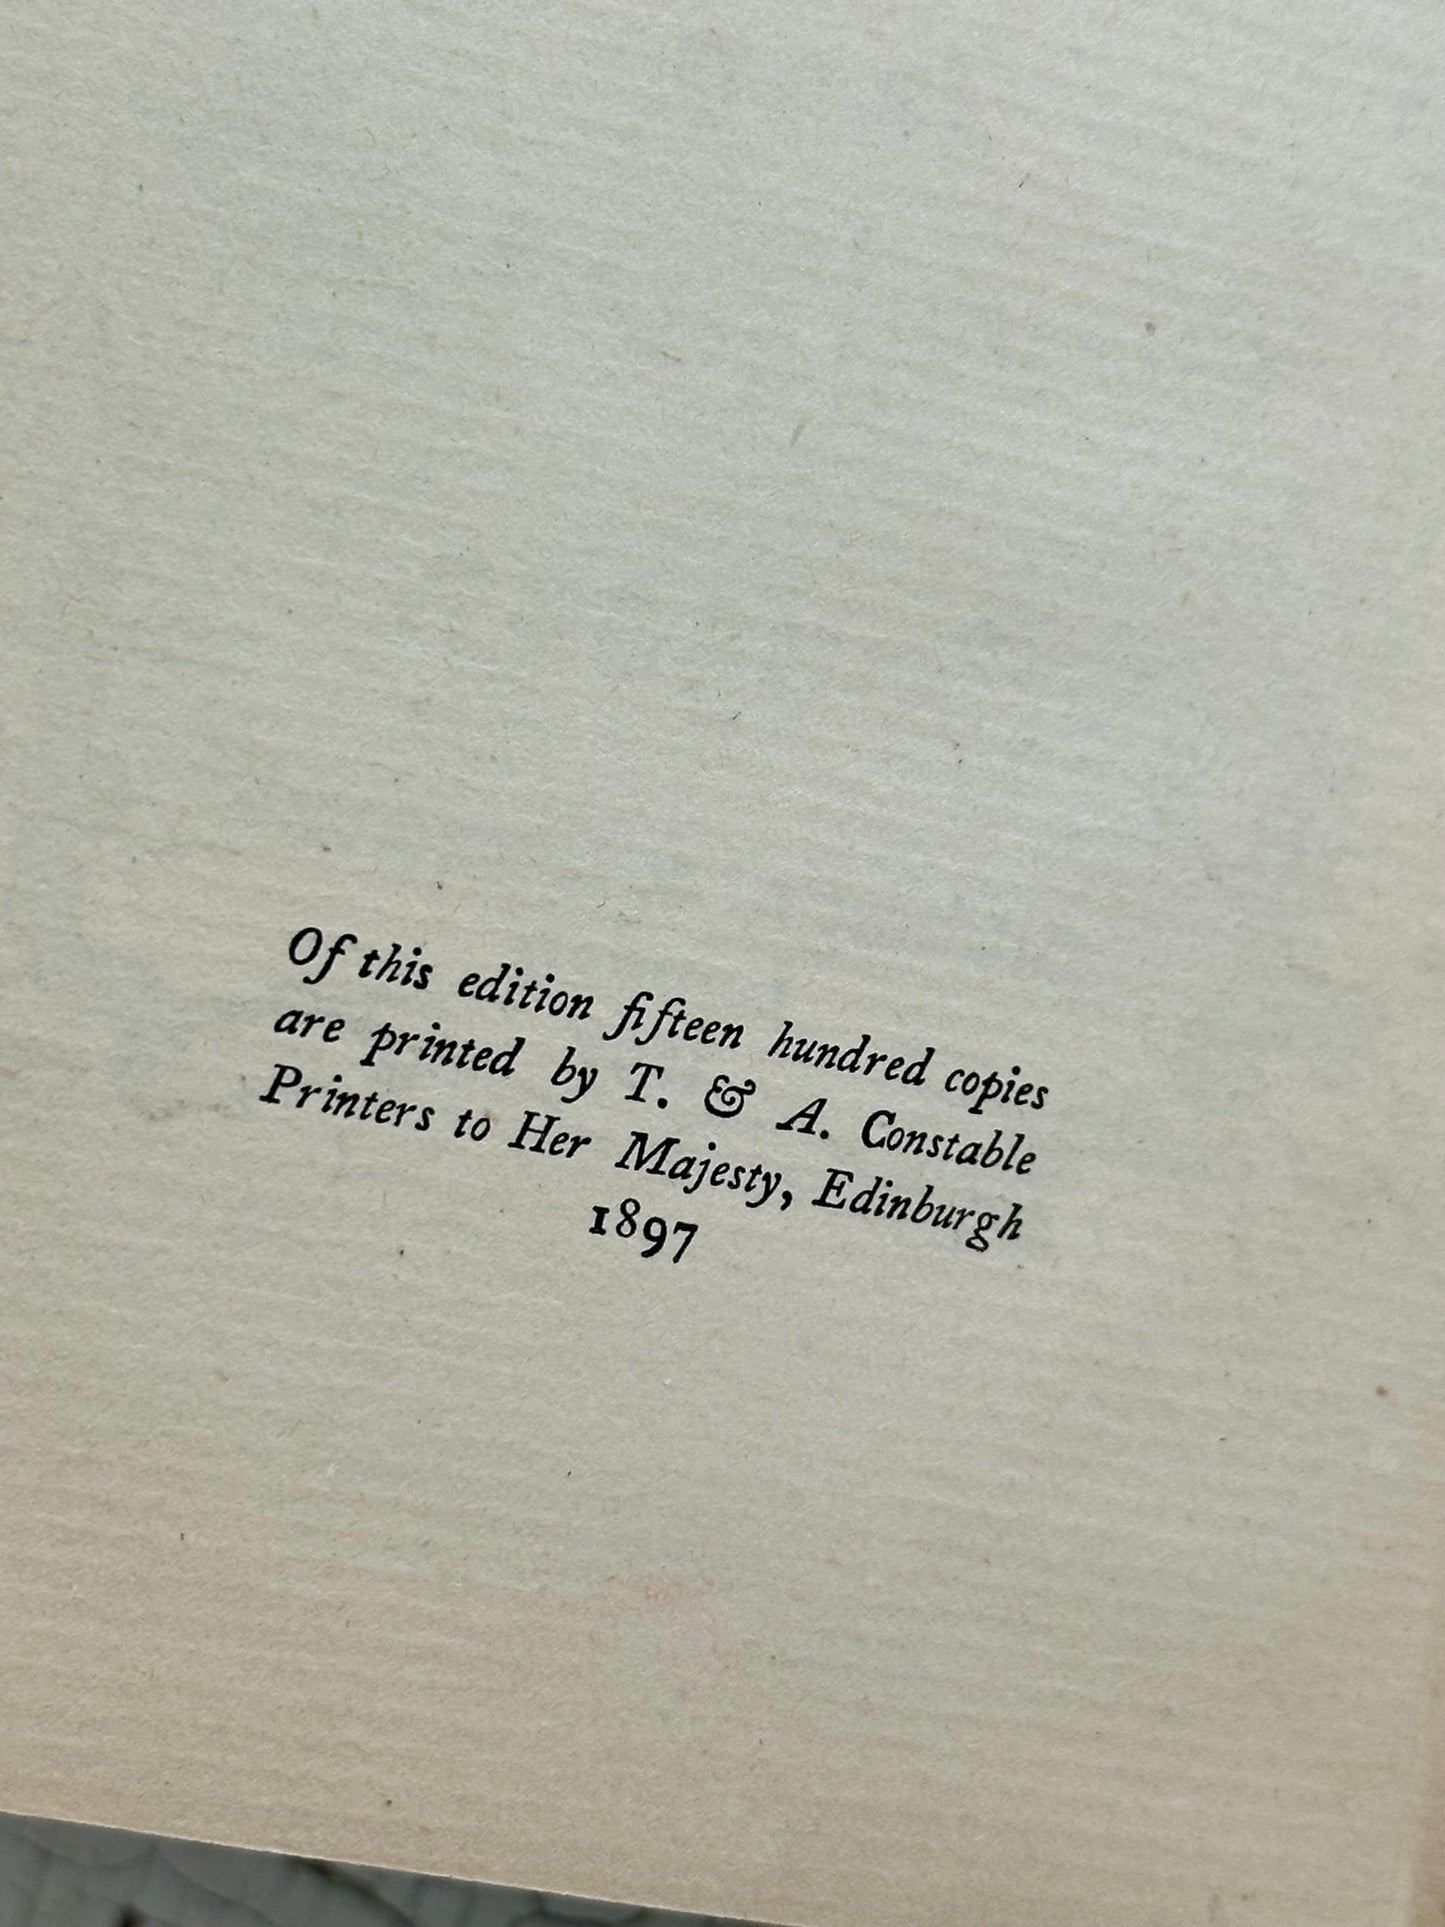 Of this edition fifteen hundred copies
are printed by T. & A. Constable
Printers to Her Majesty, Edinburgh
1897